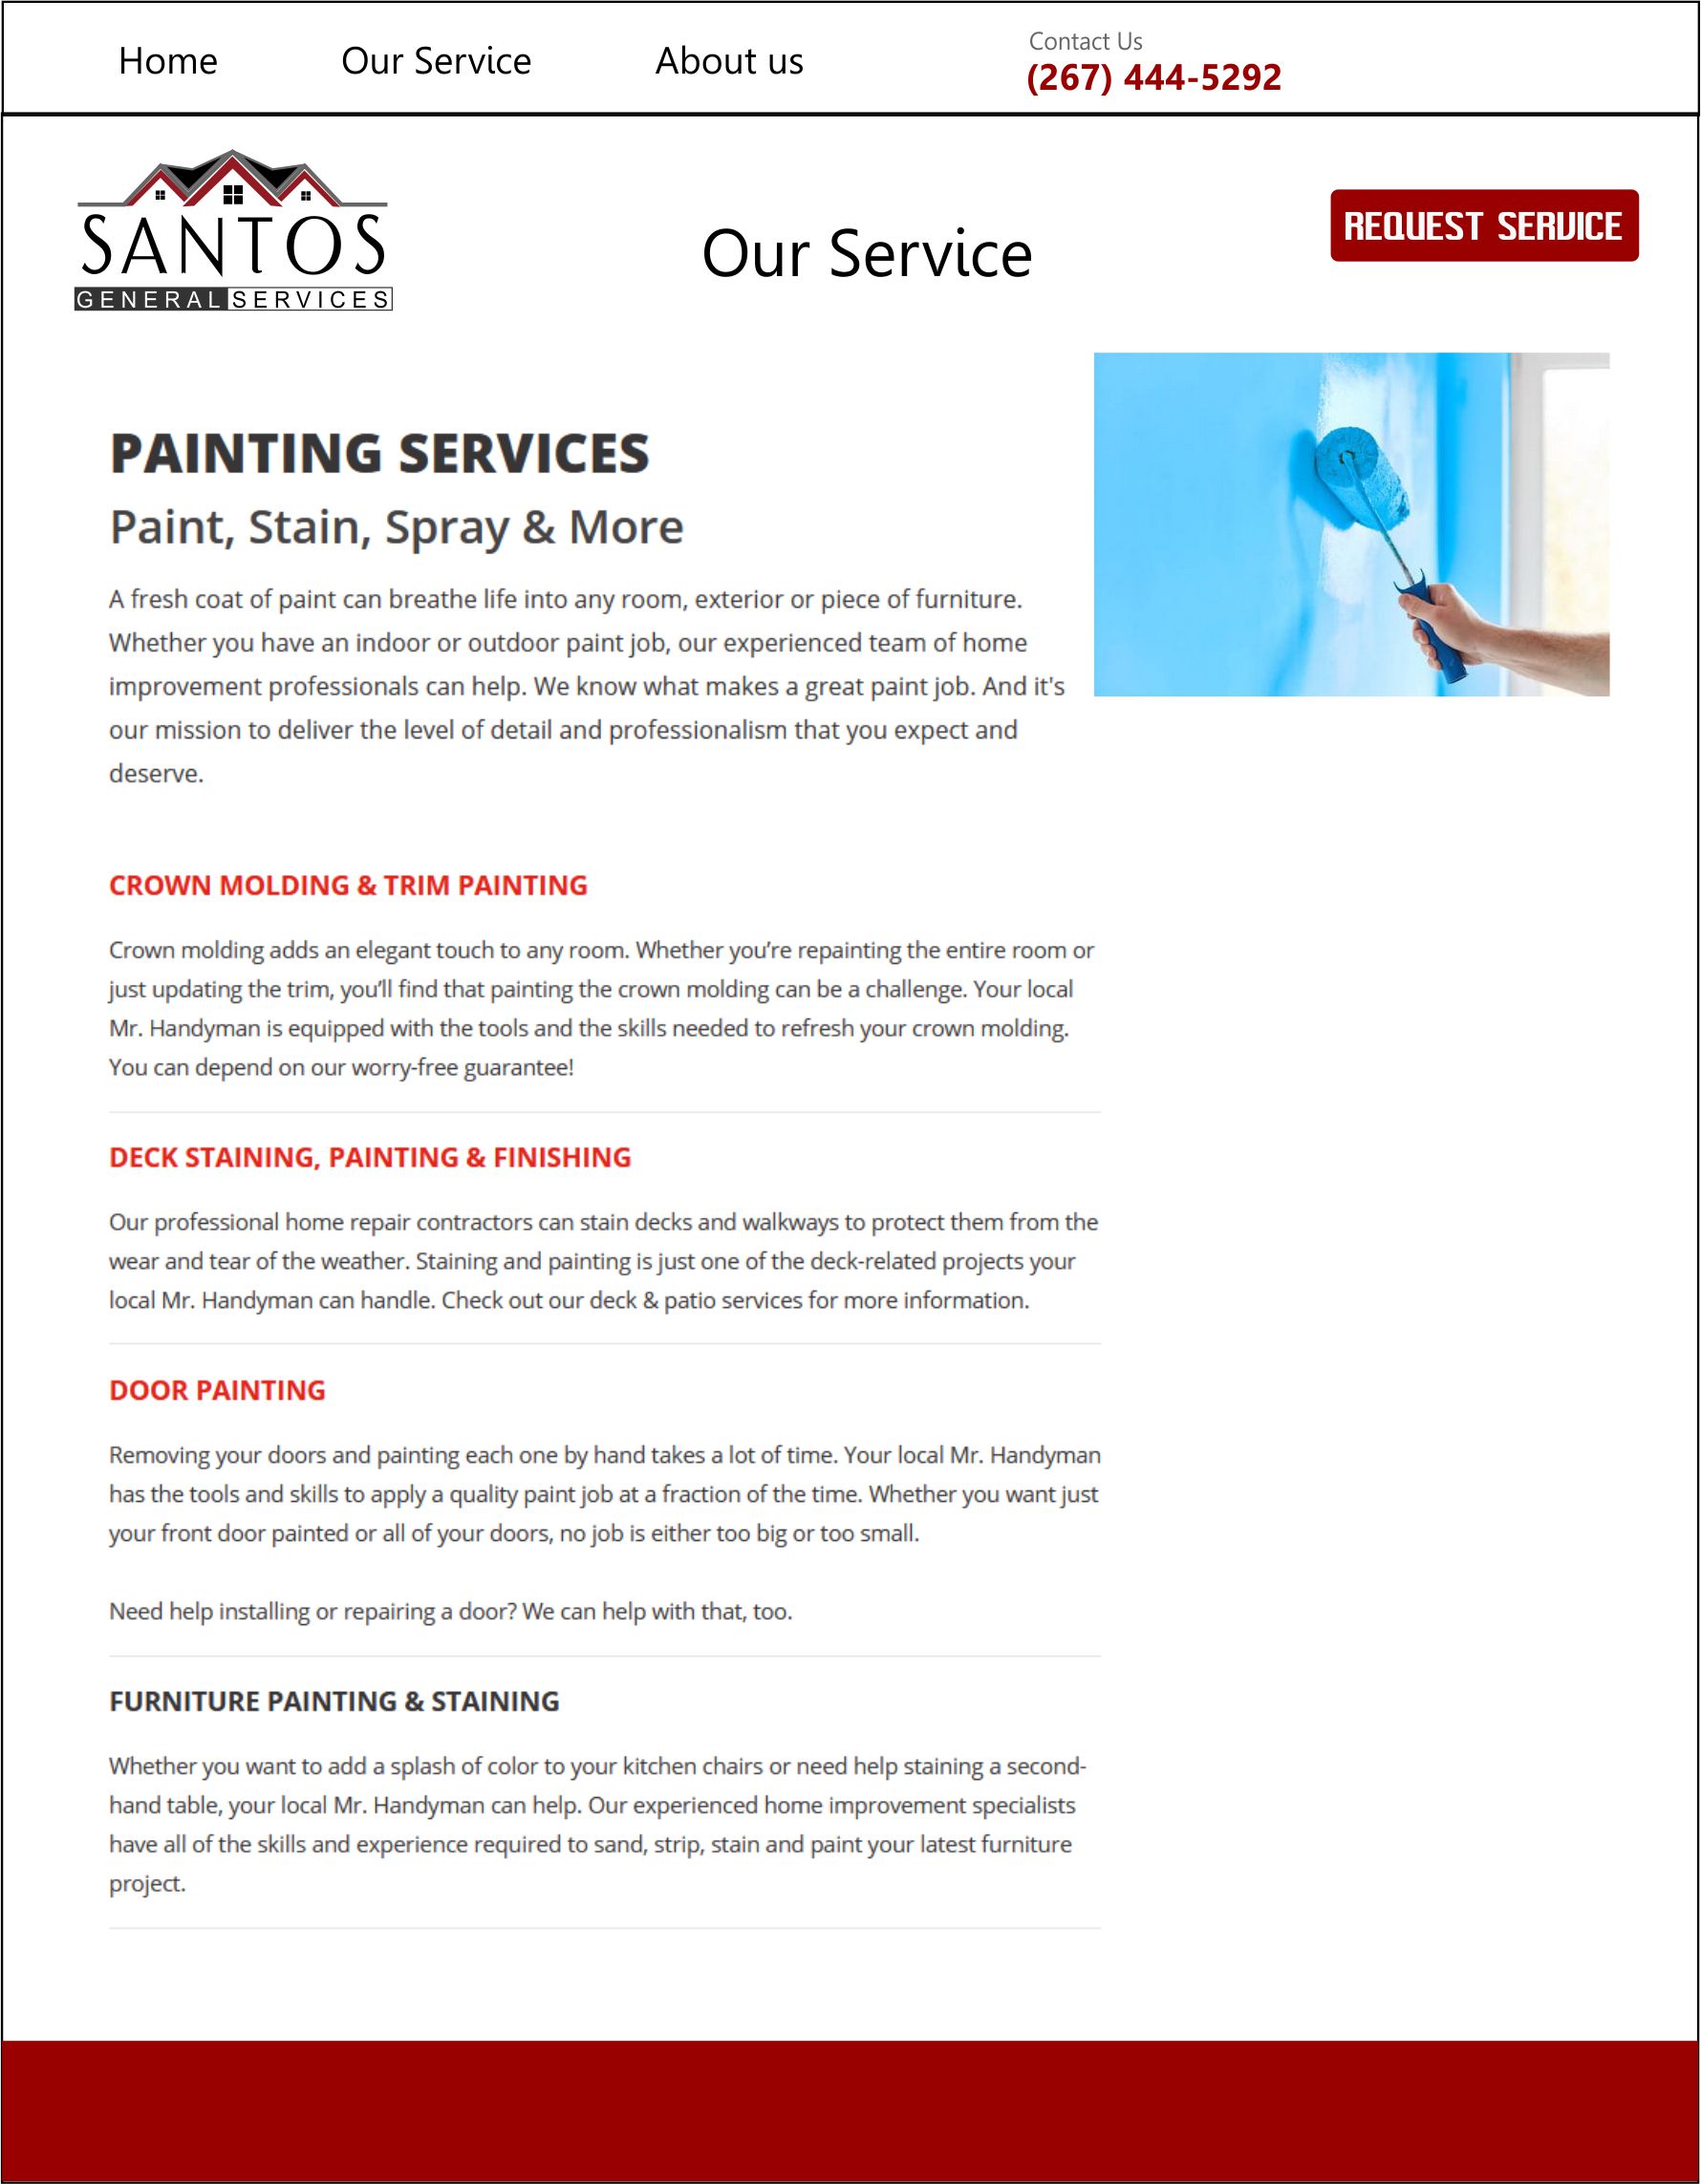 Home
Our Service
About us
Contact Us
(267) 444-5292
SANTOS
GENERAL SERVICES
Our Service
REQUEST SERVICE
PAINTING SERVICES
Paint, Stain, Spray & More
A fresh coat of paint can breathe life into any room, exterior or piece of furniture.
Whether you have an indoor or outdoor paint job, our experienced team of home
improvement professionals can help. We know what makes a great paint job. And it's
our mission to deliver the level of detail and professionalism that you expect and
deserve.
CROWN MOLDING & TRIM PAINTING
Crown molding adds an elegant touch to any room. Whether you’re repainting the entire room or
just updating the trim, you’ll find that painting the crown molding can be a challenge. Your local
Mr. Handyman is equipped with the tools and the skills needed to refresh your crown molding.
You can depend on our worry-free guarantee!
DECK STAINING, PAINTING & FINISHING
Our professional home repair contractors can stain decks and walkways to protect them from the
wear and tear of the weather. Staining and painting is just one of the deck-related projects your
local Mr. Handyman can handle. Check out our deck & patio services for more information.
DOOR PAINTING
Removing your doors and painting each one by hand takes a lot of time. Your local Mr. Handyman
has the tools and skills to apply a quality paint job at a fraction of the time. Whether you want just
your front door painted or all of your doors, no job is either too big or too small.
Need help installing or repairing a door? We can help with that, too.
FURNITURE PAINTING & STAINING
Whether you want to add a splash of color to your kitchen chairs or need help staining a second-
hand table, your local Mr. Handyman can help. Our experienced home improvement specialists
have all of the skills and experience required to sand, strip, stain and paint your latest furniture
project.